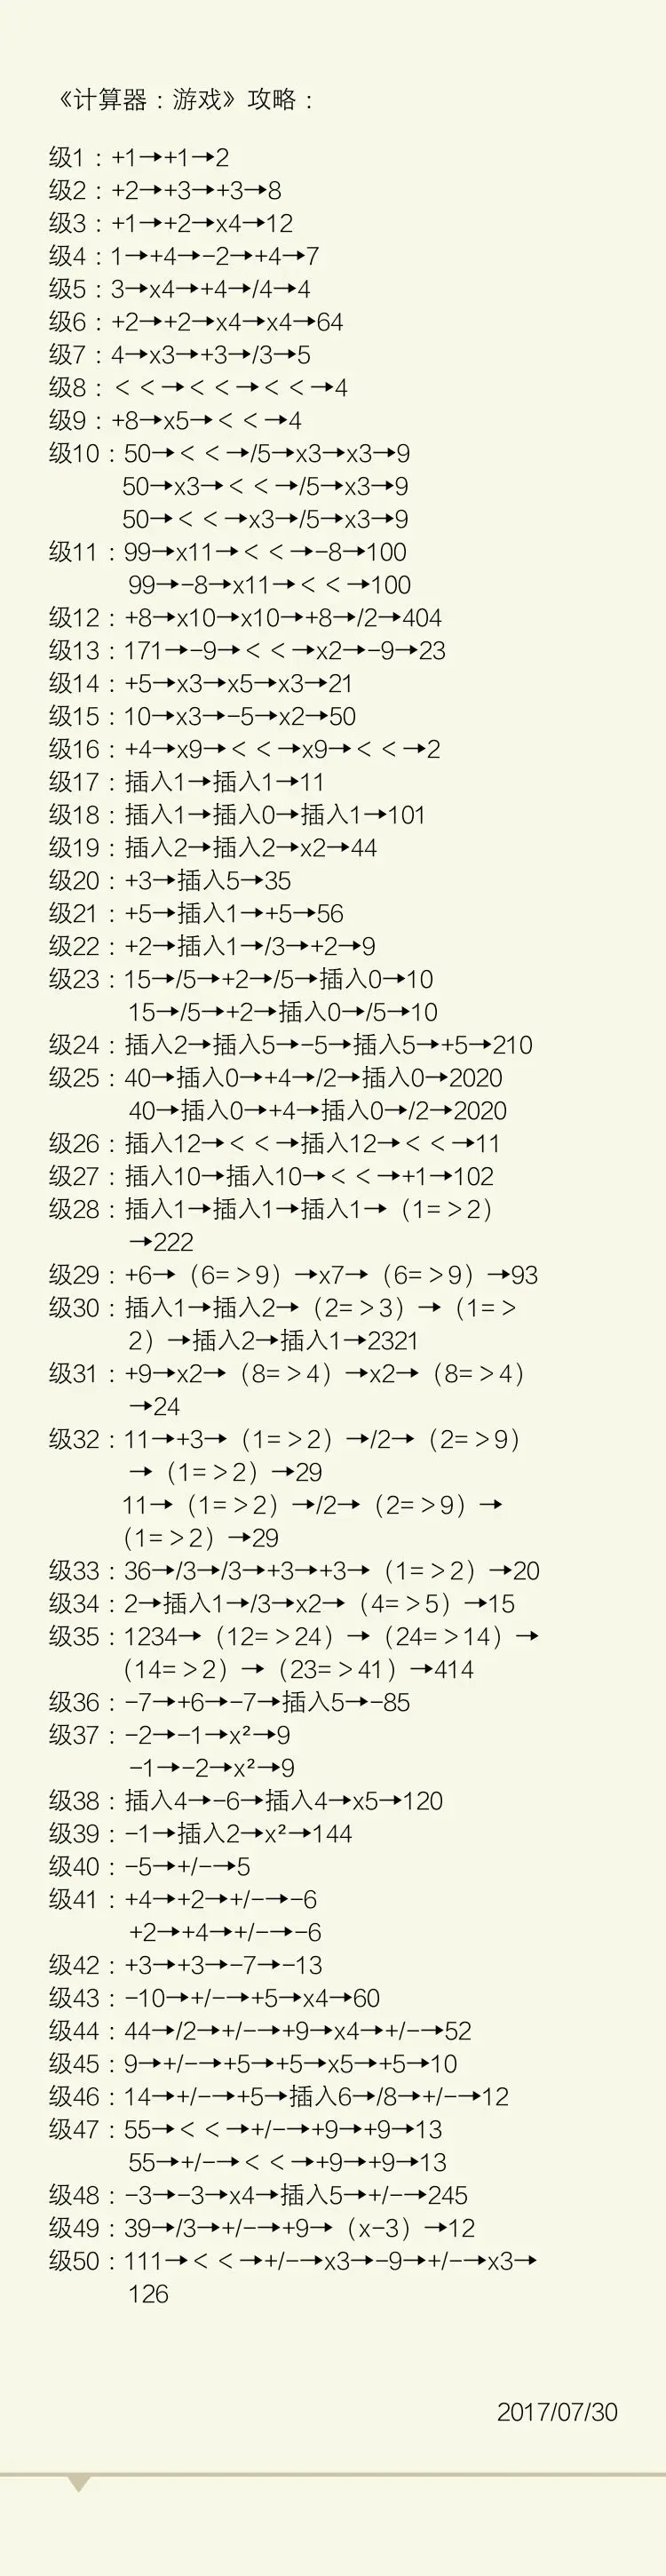 《计算器：游戏》攻略：
级1：+1→+1→2
级2：+2→+3→+3→8
级3：+1→+2→x4→12
级4：1→+4→-2→+4→7
级5：3→x4→+4→/4→4
级6：+2→+2→x4→x4→64
级7：4→x3→+3→/3→5
级8：＜＜→＜＜→＜＜→4
级9：+8→x5→＜＜→4
级10：50→＜＜→/5→x3→x3→9
50→x3→＜＜→/5→x3→9
50→＜＜→x3→/5→x3→9
级11：99→x11→＜＜→-8→100
99→-8→x11→＜＜→100
级12：+8→x10→x10→+8→/2→404
级13：171→-9→＜＜→x2→-9→23
级14：+5→x3→x5→x3→21
级15：10→x3→-5→x2→50
级16：+4→x9→＜＜→x9→＜＜→2
级17：插入1→插入1→11
级18：插入1→插入0→插入1→101
级19：插入2→插入2→x2→44
级20：+3→插入5→35
级21：+5→插入1→+5→56
级22：+2→插入1→/3→+2→9
级23：15→/5→+2→/5→插入0→10
15→/5→+2→插入0→/5→10
级24：插入2→插入5→-5→插入5→+5→210
级25：40→插入0→+4→/2→插入0→2020
40→插入0→+4→插入0→/2→2020
级26：插入12→＜＜→插入12→＜＜→11
级27：插入10→插入10→＜＜→+1→102
级28：插入1→插入1→插入1→（1=＞2）
→222
级29：+6→（6=＞9）→x7→（6=＞9）→93
级30：插入1→插入2→（2=＞3）→（1=＞
2）→插入2→插入1→2321
级31：+9→x2→（8=＞4）→x2→（8=＞4）
→24
级32：11→+3→（1=＞2）→/2→（2=＞9）
→（1=＞2）→29
11→（1=＞2）→/2→（2=＞9）→
（1=＞2）→29
级33：36→/3→/3→+3→+3→（1=＞2）→20
级34：2→插入1→/3→x2→（4=＞5）→15
级35：1234→（12=＞24）→（24=＞14）→
（14=＞2）→（23=＞41）→414
级36：-7→+6→-7→插入5→-85
级37：-2→-1→x²→9
-1→-2→x²→9
级38：插入4→-6→插入4→x5→120
级39：-1→插入2→x²→144
级40：-5→+/-→5
级41：+4→+2→+/-→-6
+2→+4→+/-→-6
级42：+3→+3→-7→-13
级43：-10→+/-→+5→x4→60
级44：44→/2→+/-→+9→x4→+/-→52
级45：9→+/-→+5→+5→x5→+5→10
级46：14→+/-→+5→插入6→/8→+/-→12
级47：55→＜＜→+/-→+9→+9→13
55→+/-→＜＜→+9→+9→13
级48：-3→-3→x4→插入5→+/-→245
级49：39→/3→+/-→+9→（x-3）→12
级50：111→＜＜→+/-→x3→-9→+/-→x3→
126
2017/07/30